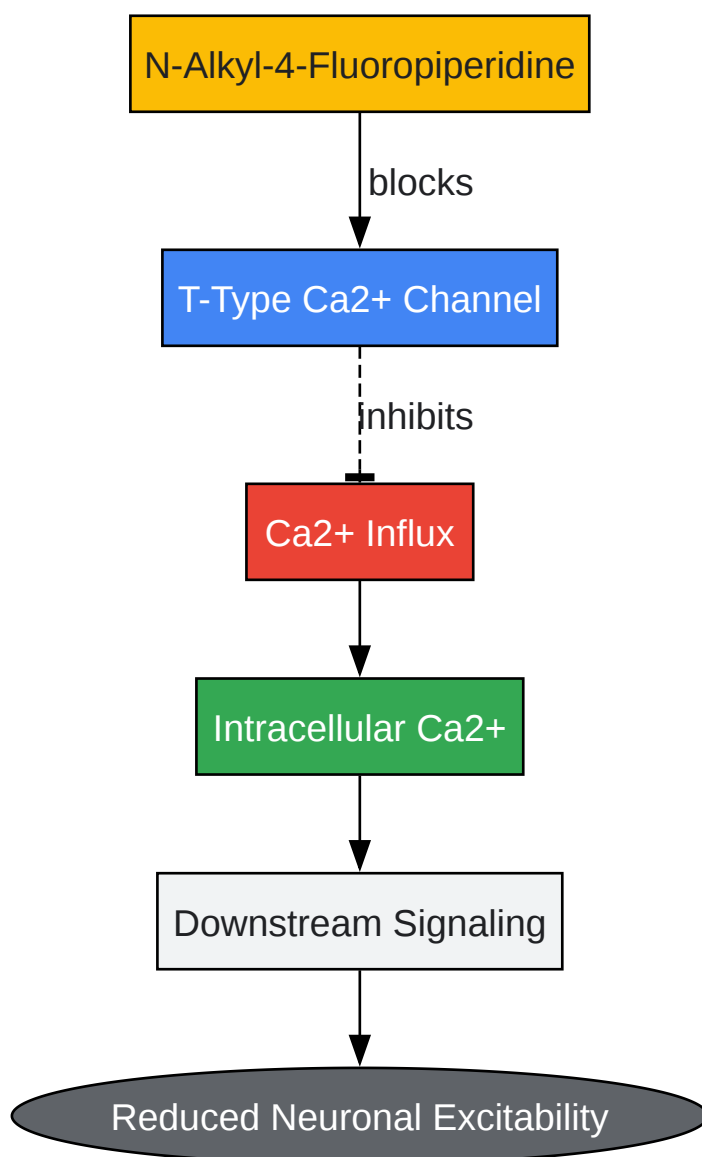 N-Alkyl-4-Fluoropiperidine
blocks
T-Type Ca2+ Channel
inhibits
Ca2+ Influx
Intracellular Ca2+
Downstream Signaling
Reduced Neuronal Excitability